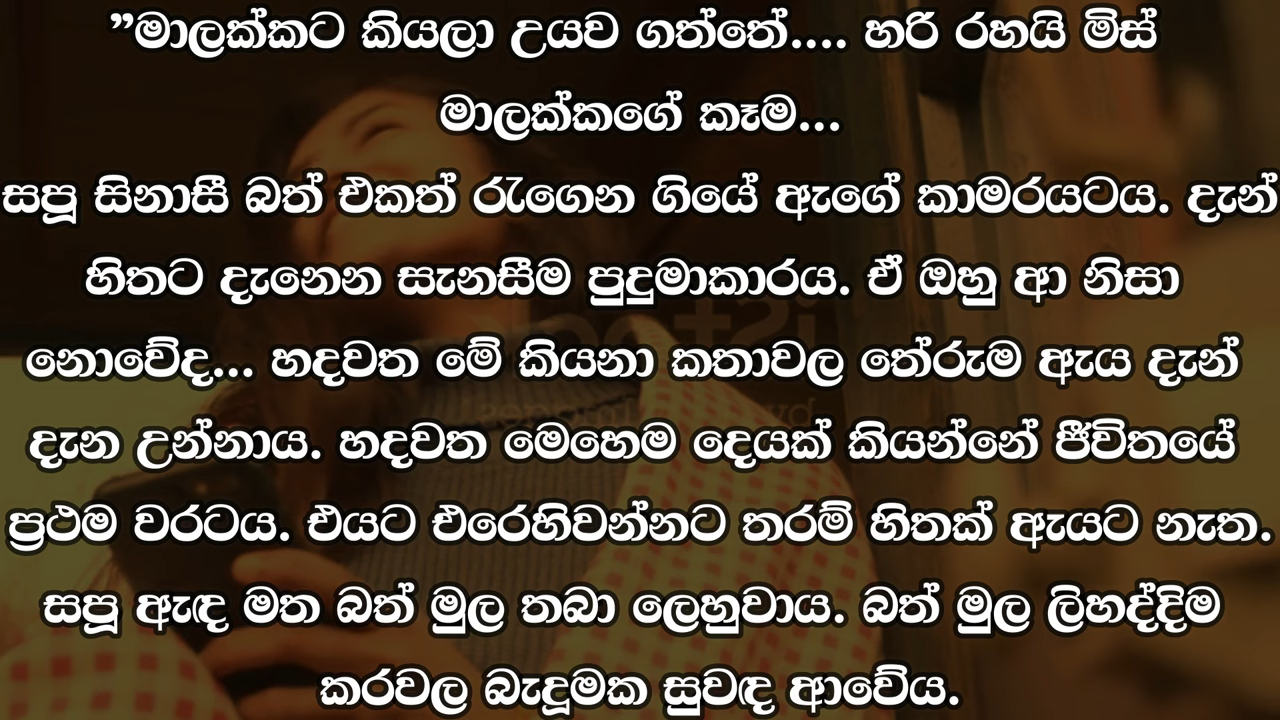 ”මාලක්කට කියලා උයව ගත්තේ.... හරි රහයි මිස්
මාලක්කගේ කෑම...
සපූ සිනාසී බත් එකත් රැගෙන ගියේ ඇගේ කාමරයටය. දැන්
හිතට දැනෙන සැනසීම පුදුමාකාරය. ඒ ඔහු ආ නිසා
නොවේද... හදවත මේ කියනා කතාවල තේරුම ඇය දැන්
දැන උන්නාය. හදවත මෙහෙම දෙයක් කියන්නේ ජීවිතයේ
ප්‍රථම වරටය. එයට එරෙහිවන්නට තරම් හිතක් ඇයට නැත.
සපූ ඇඳ මත බත් මුල තබා ලෙහුවාය. බත් මුල ලිහද්දිම
කරවල බැදූමක සුවඳ ආවේය.